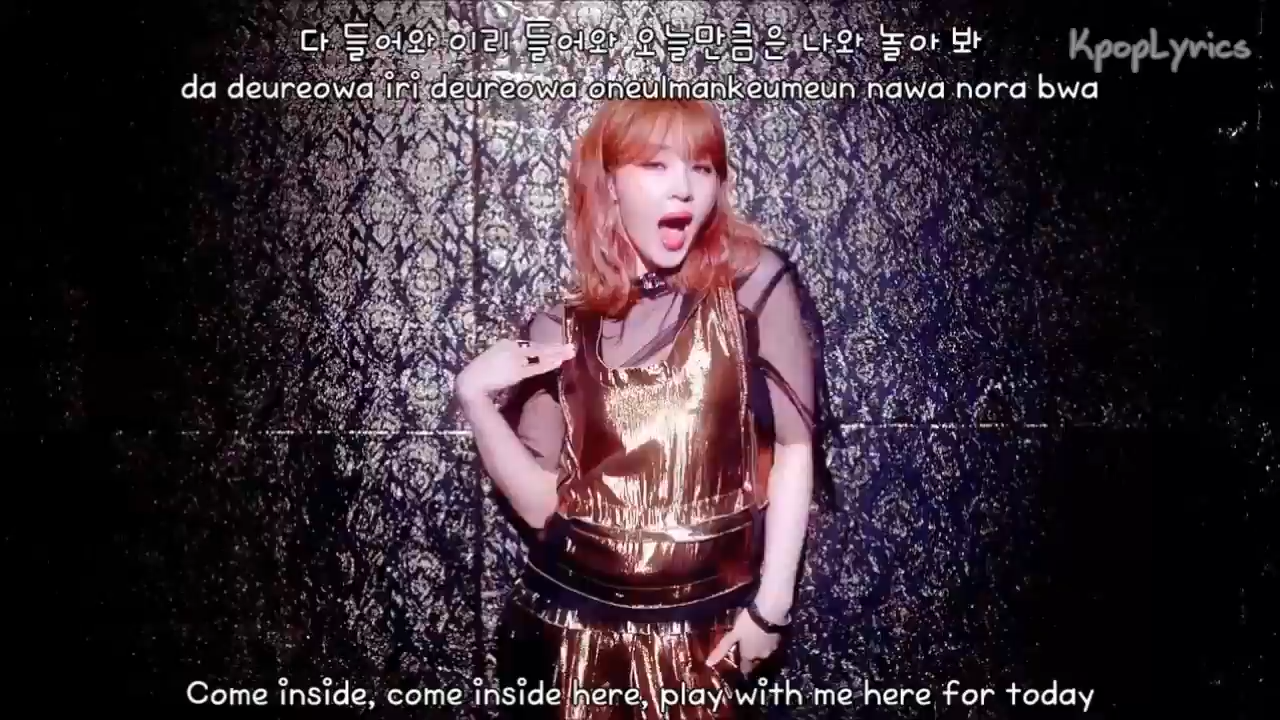 다 들어와 이리 들어와 오늘만큼은 나와 놀아 봐
KpopLyrics
da deureowa iri deureowa oneulmankeumeun nawa nora bwa
Come inside, come inside here, play with me here for today